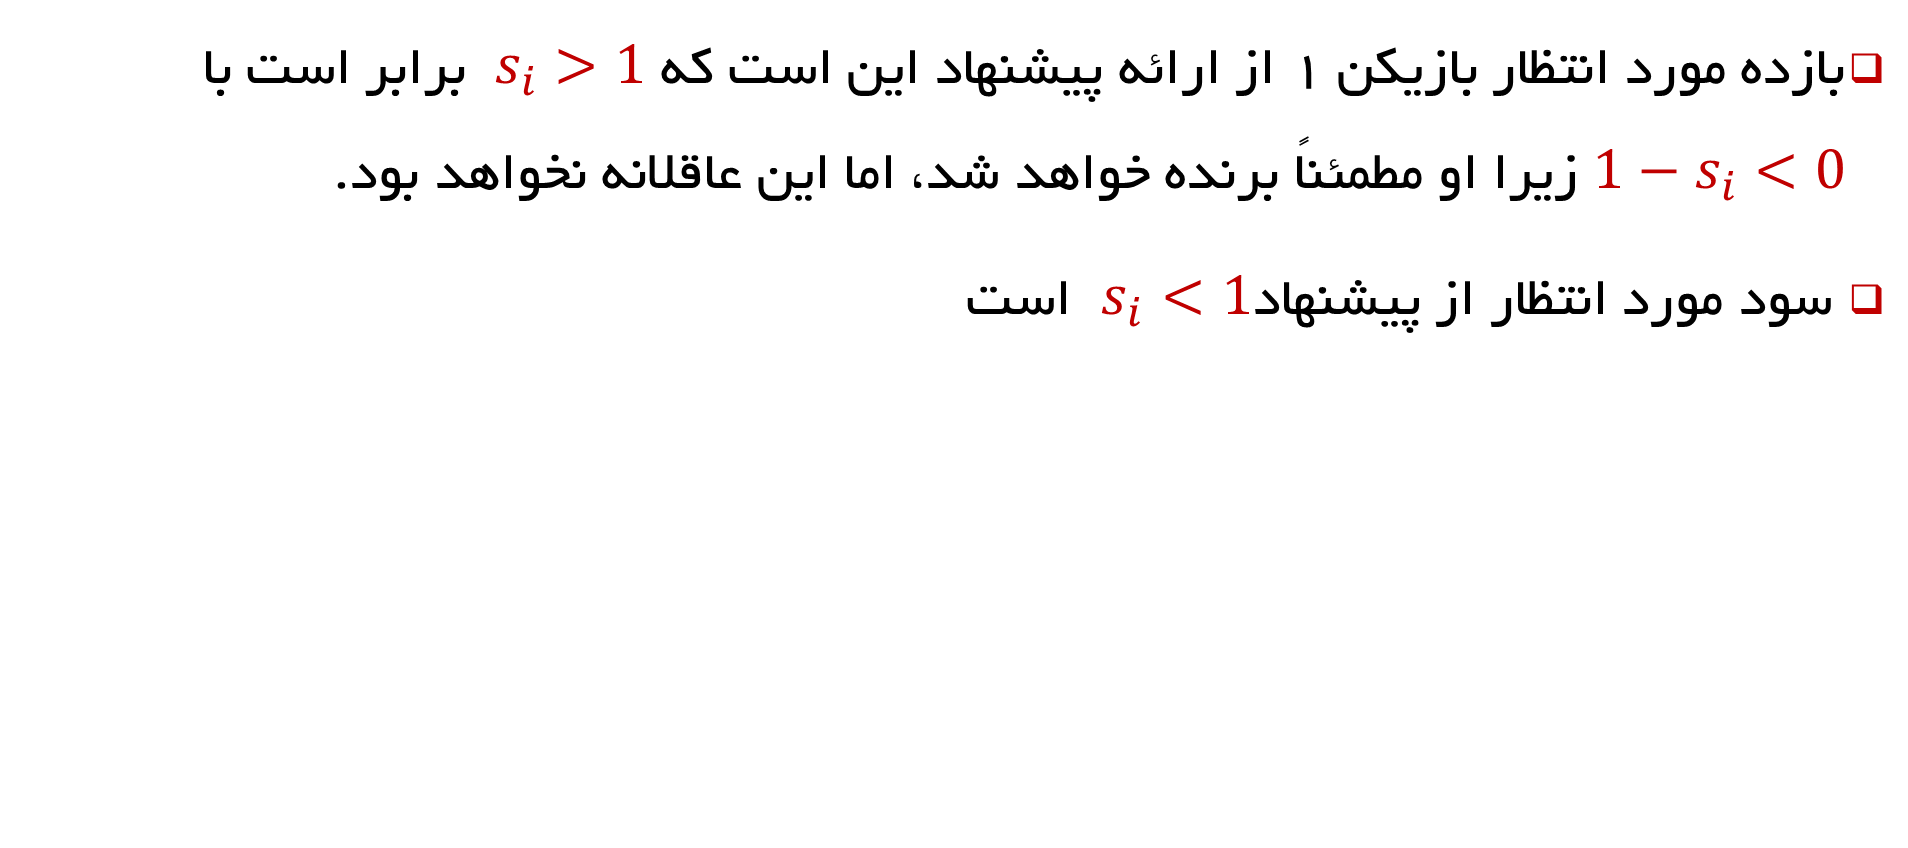 ❑بازده مورد انتظار بازیکن ۱ از ارائه پیشنهاد این است که s_i > 1 برابر است با
1 − s_i < 0 زیرا او مطمئناً برنده خواهد شد، اما این عاقلانه نخواهد بود.
❑ سود مورد انتظار از پیشنهاد s_i < 1 است